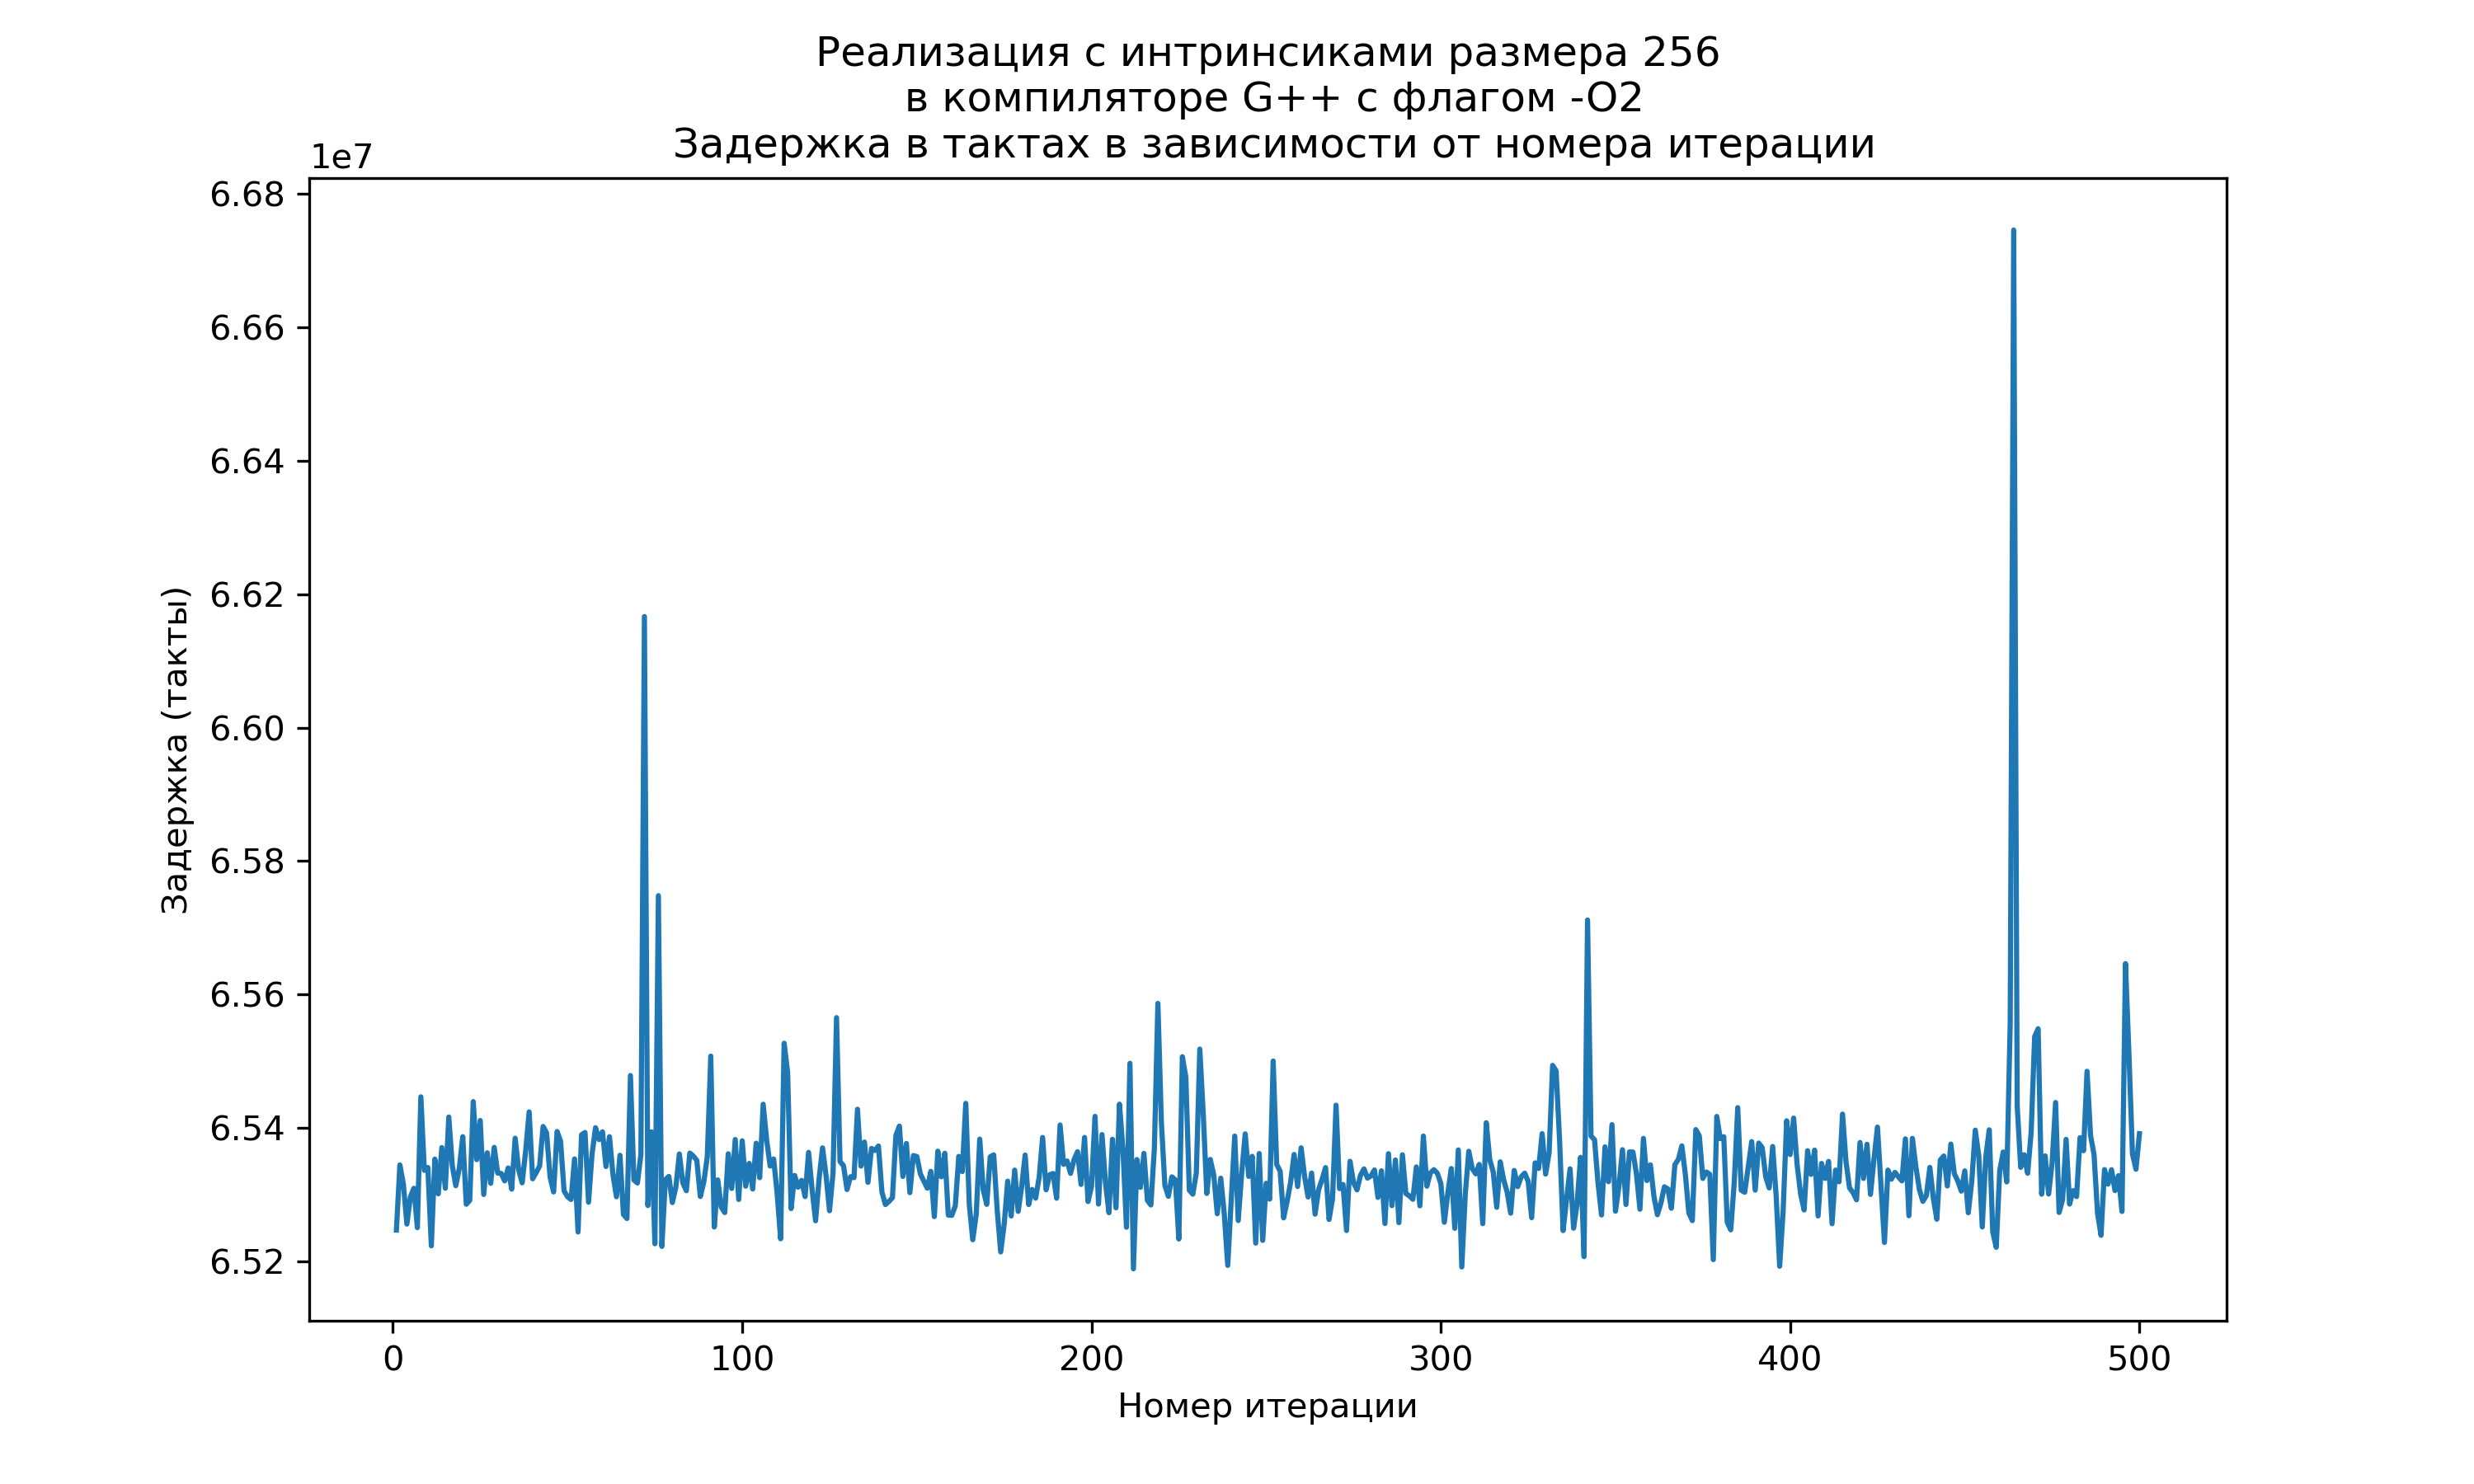 Реализация с интринсиками размера 256
в компиляторе G++ с флагом -O2
Задержка в тактах в зависимости от номера итерации
1e7
6.68
6.66
6.64
6.62
6.60
6.58
6.56
6.54
6.52
Задержка (такты)
0 100 200 300 400 500
Номер итерации